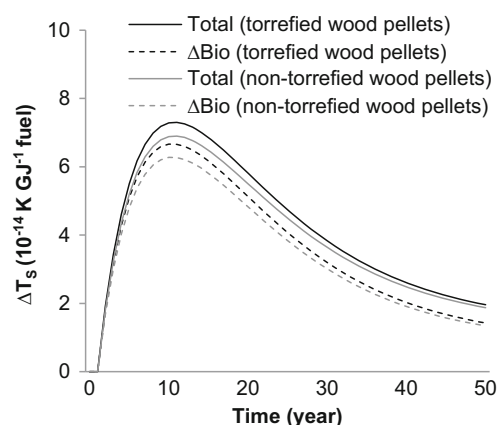 10
8
6
4
2
0
ΔTs (10-14 K GJ-1 fuel)
Total (torrefied wood pellets)
ΔBio (torrefied wood pellets)
Total (non-torrefied wood pellets)
ΔBio (non-torrefied wood pellets)
0 10 20 30 40 50
Time (year)